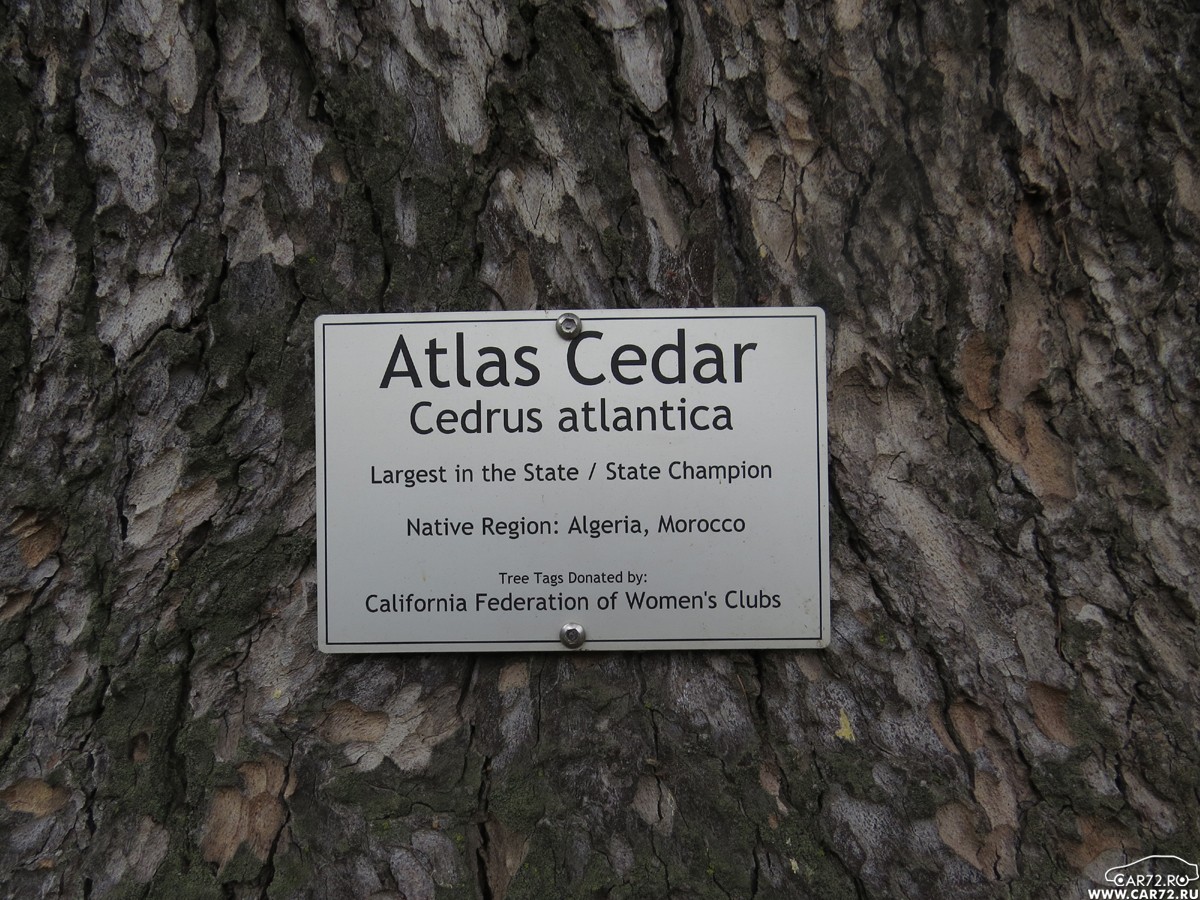 Atlas Cedar
Cedrus atlantica
Largest in the State / State Champion
Native Region: Algeria, Morocco
Tree Tags Donated by:
California Federation of Women's Clubs
CAR72.RU
WWW.CAR72.RU